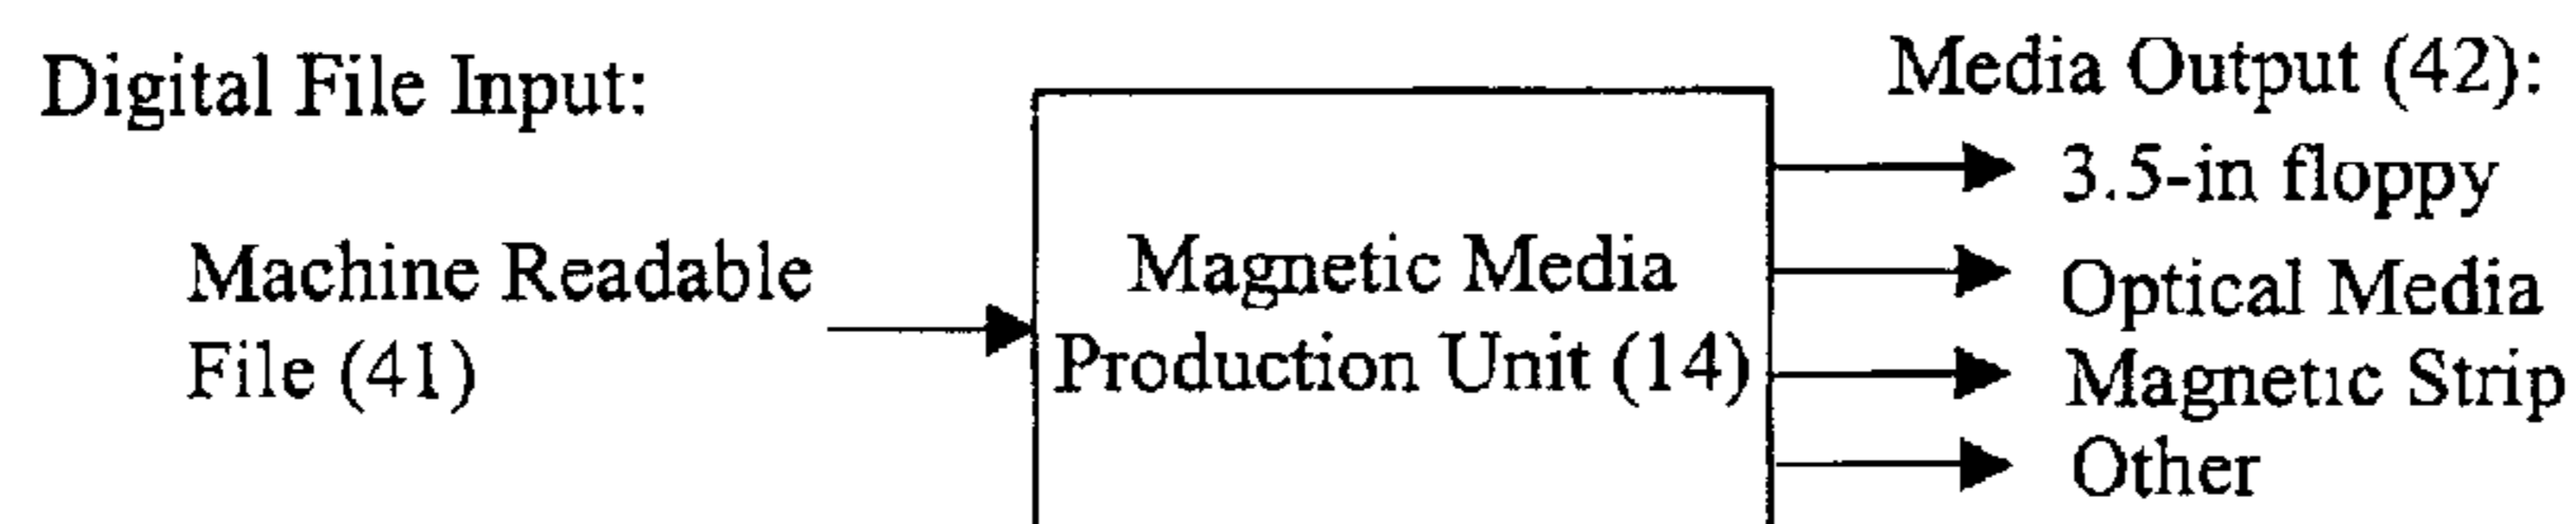 Digital File Input:
Machine Readable
File (41)
Magnetic Media
Production Unit (14)
Media Output (42):
3.5-in floppy
Optical Media
Magnetic Strip
Other